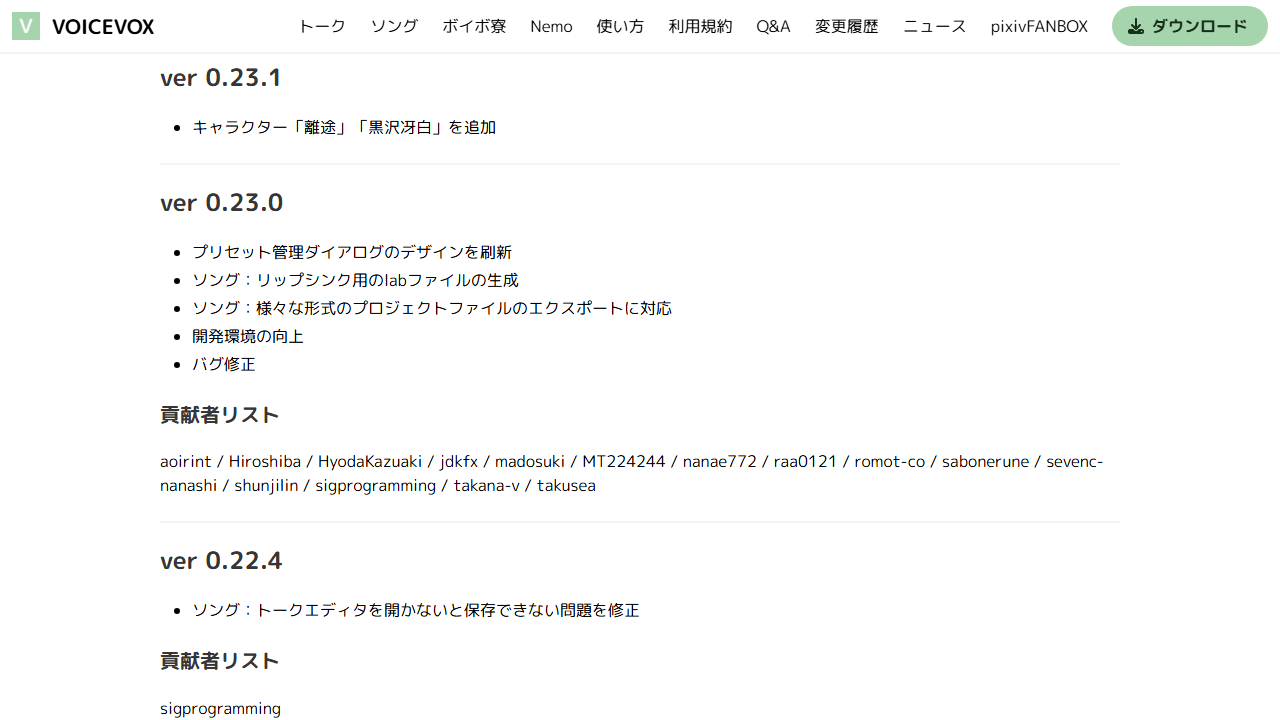 V VOICEVOX トーク ソング ボイボ寮 Nemo 使い方 利用規約 Q&A 変更履歴 ニュース pixivFANBOX ダウンロード
ver 0.23.1
キャラクター「離途」「黒沢冴白」を追加
ver 0.23.0
プリセット管理ダイアログのデザインを刷新
ソング：リップシンク用のlabファイルの生成
ソング：様々な形式のプロジェクトファイルのエクスポートに対応
開発環境の向上
バグ修正
貢献者リスト
aoirint / Hiroshiba / HyodaKazuaki / jdkfx / madosuki / MT224244 / nanae772 / raa0121 / romot-co / sabonerune / sevenc-
nanashi / shunjilin / sigprogramming / takana-v / takusea
ver 0.22.4
ソング：トークエディタを開かないと保存できない問題を修正
貢献者リスト
sigprogramming